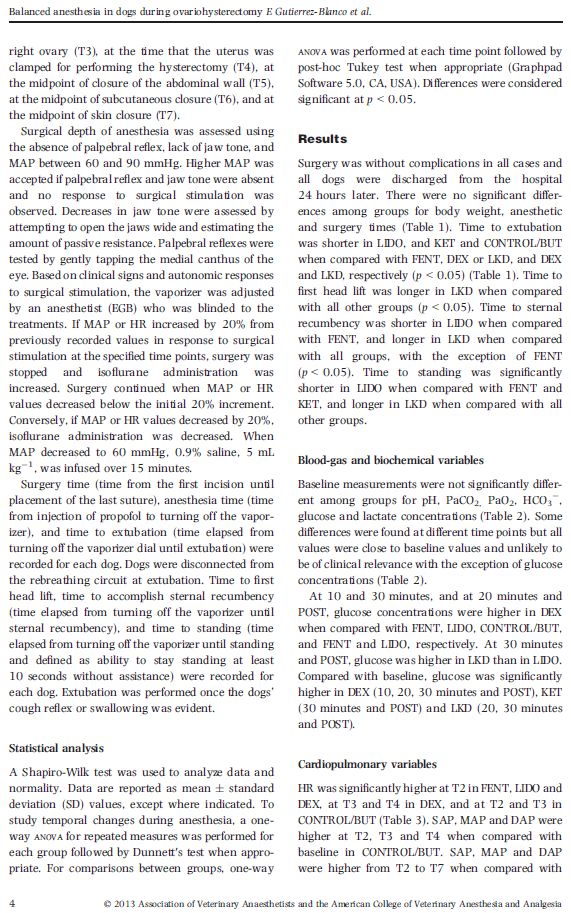 Balanced anesthesia in dogs during ovariohysterectomy E Gutierrez-Blanco et al.
right ovary (T3), at the time that the uterus was
clamped for performing the hysterectomy (T4), at
the midpoint of closure of the abdominal wall (T5),
at the midpoint of subcutaneous closure (T6), and at
the midpoint of skin closure (T7).
Surgical depth of anesthesia was assessed using
the absence of palpebral reflex, lack of jaw tone, and
MAP between 60 and 90 mmHg. Higher MAP was
accepted if palpebral reflex and jaw tone were absent
and no response to surgical stimulation was
observed. Decreases in jaw tone were assessed by
attempting to open the jaws wide and estimating the
amount of passive resistance. Palpebral reflexes were
tested by gently tapping the medial canthus of the
eye. Based on clinical signs and autonomic responses
to surgical stimulation, the vaporizer was adjusted
by an anesthetist (EGB) who was blinded to the
treatments. If MAP or HR increased by 20% from
previously recorded values in response to surgical
stimulation at the specified time points, surgery was
stopped and isoflurane administration was
increased. Surgery continued when MAP or HR
values decreased below the initial 20% increment.
Conversely, if MAP or HR values decreased by 20%,
isoflurane administration was decreased. When
MAP decreased to 60 mmHg, 0.9% saline, 5 mL
kg⁻¹, was infused over 15 minutes.
Surgery time (time from the first incision until
placement of the last suture), anesthesia time (time
from injection of propofol to turning off the vapor-
izer), and time to extubation (time elapsed from
turning off the vaporizer dial until extubation) were
recorded for each dog. Dogs were disconnected from
the rebreathing circuit at extubation. Time to first
head lift, time to accomplish sternal recumbency
(time elapsed from turning off the vaporizer until
sternal recumbency), and time to standing (time
elapsed from turning off the vaporizer until standing
and defined as ability to stay standing at least
10 seconds without assistance) were recorded for
each dog. Extubation was performed once the dogs'
cough reflex or swallowing was evident.
Statistical analysis
A Shapiro-Wilk test was used to analyze data and
normality. Data are reported as mean ± standard
deviation (SD) values, except where indicated. To
study temporal changes during anesthesia, a one-
way ANOVA for repeated measures was performed for
each group followed by Dunnett's test when appro-
priate. For comparisons between groups, one-way
ANOVA was performed at each time point followed by
post-hoc Tukey test when appropriate (Graphpad
Software 5.0, CA, USA). Differences were considered
significant at p < 0.05.
Results
Surgery was without complications in all cases and
all dogs were discharged from the hospital
24 hours later. There were no significant differ-
ences among groups for body weight, anesthetic
and surgery times (Table 1). Time to extubation
was shorter in LIDO, and KET and CONTROL/BUT
when compared with FENT, DEX or LKD, and DEX
and LKD, respectively (p < 0.05) (Table 1). Time to
first head lift was longer in LKD when compared
with all other groups (p < 0.05). Time to sternal
recumbency was shorter in LIDO when compared
with FENT, and longer in LKD when compared
with all groups, with the exception of FENT
(p < 0.05). Time to standing was significantly
shorter in LIDO when compared with FENT and
KET, and longer in LKD when compared with all
other groups.
Blood-gas and biochemical variables
Baseline measurements were not significantly differ-
ent among groups for pH, PaCO₂, PaO₂, HCO₃⁻,
glucose and lactate concentrations (Table 2). Some
differences were found at different time points but all
values were close to baseline values and unlikely to
be of clinical relevance with the exception of glucose
concentrations (Table 2).
At 10 and 30 minutes, and at 20 minutes and
POST, glucose concentrations were higher in DEX
when compared with FENT, LIDO, CONTROL/BUT,
and FENT and LIDO, respectively. At 30 minutes
and POST, glucose was higher in LKD than in LIDO.
Compared with baseline, glucose was significantly
higher in DEX (10, 20, 30 minutes and POST), KET
(30 minutes and POST) and LKD (20, 30 minutes
and POST).
Cardiopulmonary variables
HR was significantly higher at T2 in FENT, LIDO and
DEX, at T3 and T4 in DEX, and at T2 and T3 in
CONTROL/BUT (Table 3). SAP, MAP and DAP were
higher at T2, T3 and T4 when compared with
baseline in CONTROL/BUT. SAP, MAP and DAP
were higher from T2 to T7 when compared with
4 © 2013 Association of Veterinary Anaesthetists and the American College of Veterinary Anesthesia and Analgesia